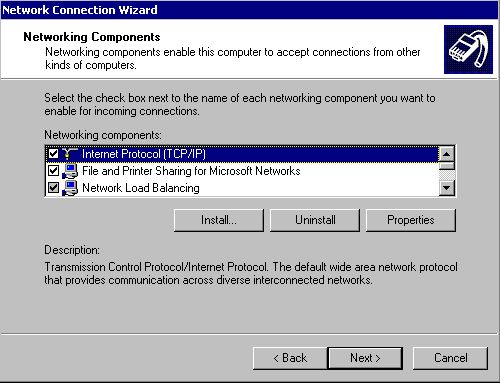 Network Connection Wizard
Networking Components
Networking components enable this computer to accept connections from other
kinds of computers.
Select the check box next to the name of each networking component you want to
enable for incoming connections.
Networking components:
Internet Protocol (TCP/IP)
File and Printer Sharing for Microsoft Networks
Network Load Balancing
Install... Uninstall Properties
Description:
Transmission Control Protocol/Internet Protocol. The default wide area network protocol
that provides communication across diverse interconnected networks.
< Back Next > Cancel